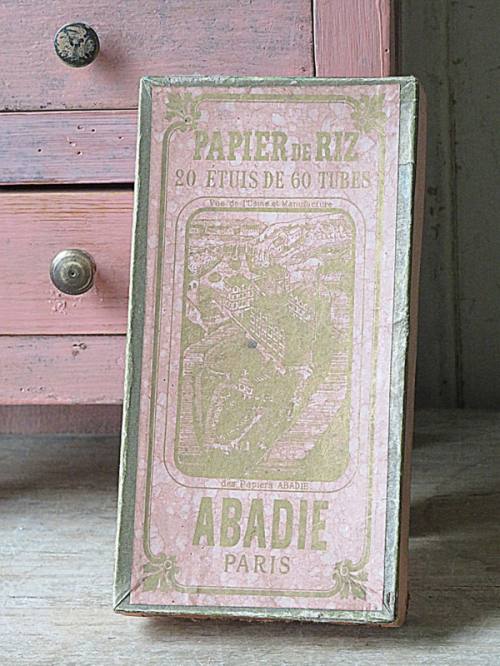 PAPIER DE RIZ
20 ETUIS DE 60 TUBES
Vue de l'Usine et Manufacture
des Papiers ABADIE
ABADIE
PARIS